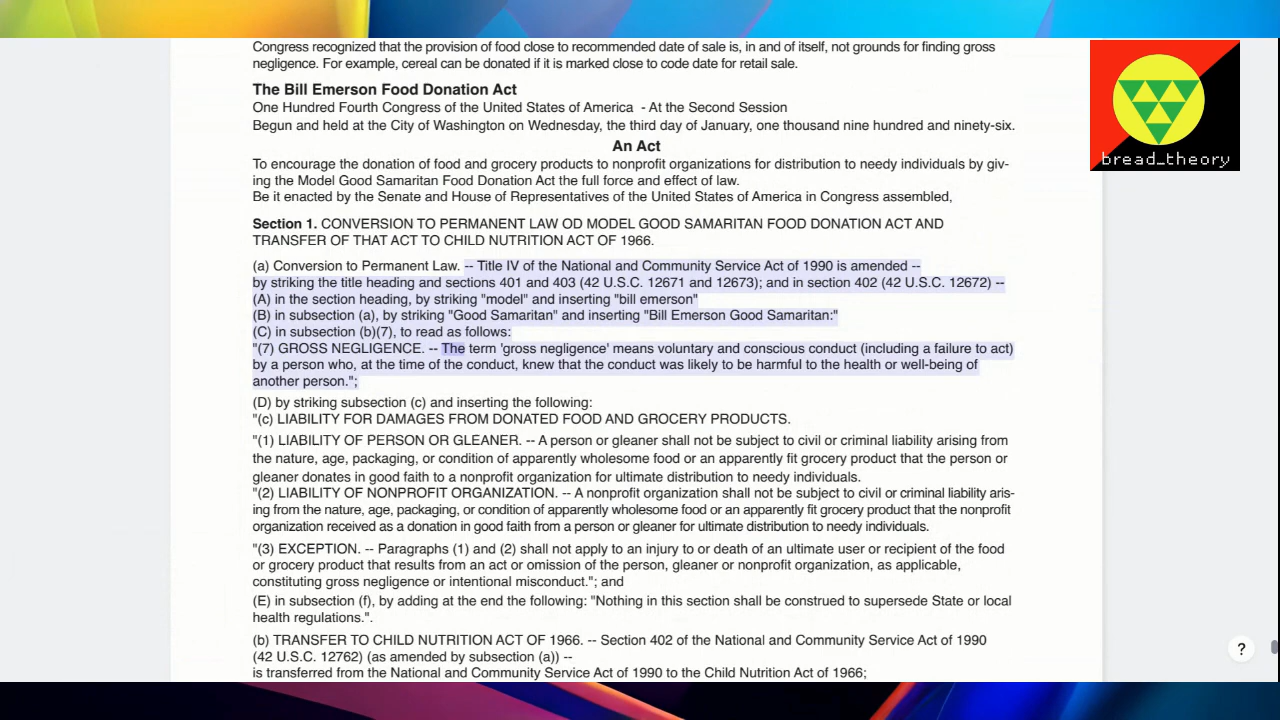 Congress recognized that the provision of food close to recommended date of sale is, in and of itself, not grounds for finding gross
negligence. For example, cereal can be donated if it is marked close to code date for retail sale.
The Bill Emerson Food Donation Act
One Hundred Fourth Congress of the United States of America - At the Second Session
Begun and held at the City of Washington on Wednesday, the third day of January, one thousand nine hundred and ninety-six.
An Act
To encourage the donation of food and grocery products to nonprofit organizations for distribution to needy individuals by giv-
ing the Model Good Samaritan Food Donation Act the full force and effect of law.
Be it enacted by the Senate and House of Representatives of the United States of America in Congress assembled,
Section 1. CONVERSION TO PERMANENT LAW OD MODEL GOOD SAMARITAN FOOD DONATION ACT AND
TRANSFER OF THAT ACT TO CHILD NUTRITION ACT OF 1966.
(a) Conversion to Permanent Law. -- Title IV of the National and Community Service Act of 1990 is amended --
by striking the title heading and sections 401 and 403 (42 U.S.C. 12671 and 12673); and in section 402 (42 U.S.C. 12672) --
(A) in the section heading, by striking "model" and inserting "bill emerson"
(B) in subsection (a), by striking "Good Samaritan" and inserting "Bill Emerson Good Samaritan:"
(C) in subsection (b)(7), to read as follows:
"(7) GROSS NEGLIGENCE. -- The term 'gross negligence' means voluntary and conscious conduct (including a failure to act)
by a person who, at the time of the conduct, knew that the conduct was likely to be harmful to the health or well-being of
another person.";
(D) by striking subsection (c) and inserting the following:
"(c) LIABILITY FOR DAMAGES FROM DONATED FOOD AND GROCERY PRODUCTS.
"(1) LIABILITY OF PERSON OR GLEANER. -- A person or gleaner shall not be subject to civil or criminal liability arising from
the nature, age, packaging, or condition of apparently wholesome food or an apparently fit grocery product that the person or
gleaner donates in good faith to a nonprofit organization for ultimate distribution to needy individuals.
"(2) LIABILITY OF NONPROFIT ORGANIZATION. -- A nonprofit organization shall not be subject to civil or criminal liability aris-
ing from the nature, age, packaging, or condition of apparently wholesome food or an apparently fit grocery product that the nonprofit
organization received as a donation in good faith from a person or gleaner for ultimate distribution to needy individuals.
"(3) EXCEPTION. -- Paragraphs (1) and (2) shall not apply to an injury to or death of an ultimate user or recipient of the food
or grocery product that results from an act or omission of the person, gleaner or nonprofit organization, as applicable,
constituting gross negligence or intentional misconduct."; and
(E) in subsection (f), by adding at the end the following: "Nothing in this section shall be construed to supersede State or local
health regulations.".
(b) TRANSFER TO CHILD NUTRITION ACT OF 1966. -- Section 402 of the National and Community Service Act of 1990
(42 U.S.C. 12762) (as amended by subsection (a)) --
is transferred from the National and Community Service Act of 1990 to the Child Nutrition Act of 1966;
bread_theory
?